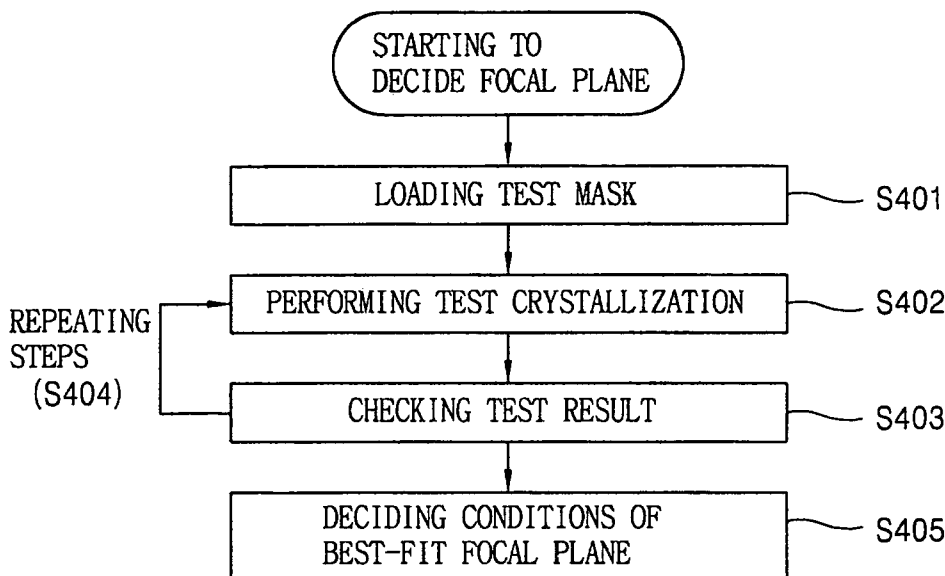 STARTING TO
DECIDE FOCAL PLANE
LOADING TEST MASK
S401
PERFORMING TEST CRYSTALLIZATION
S402
REPEATING
STEPS
(S404)
CHECKING TEST RESULT
S403
DECIDING CONDITIONS OF
BEST-FIT FOCAL PLANE
S405